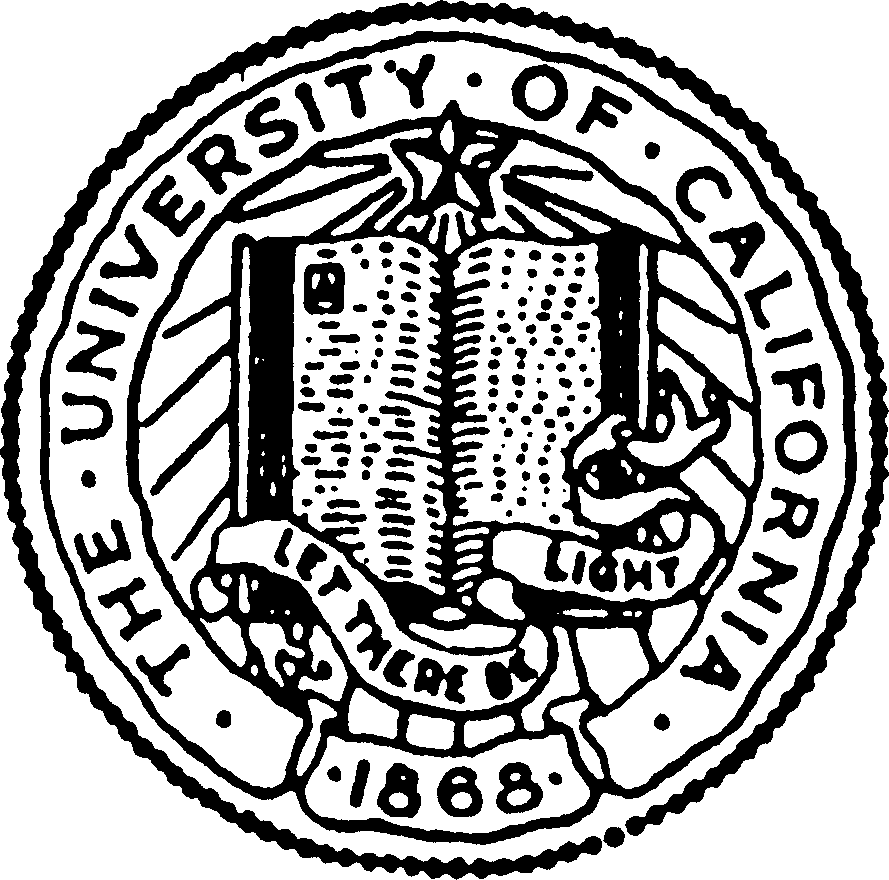 ·THE·UNIVERSITY·OF·CALIFORNIA·
LET THERE BE
LIGHT
·1868·